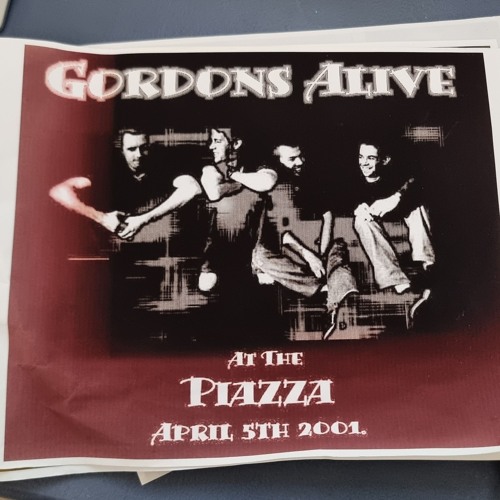 GORDONS ALIVE
AT THE
PIAZZA
APRIL 5TH 2001.